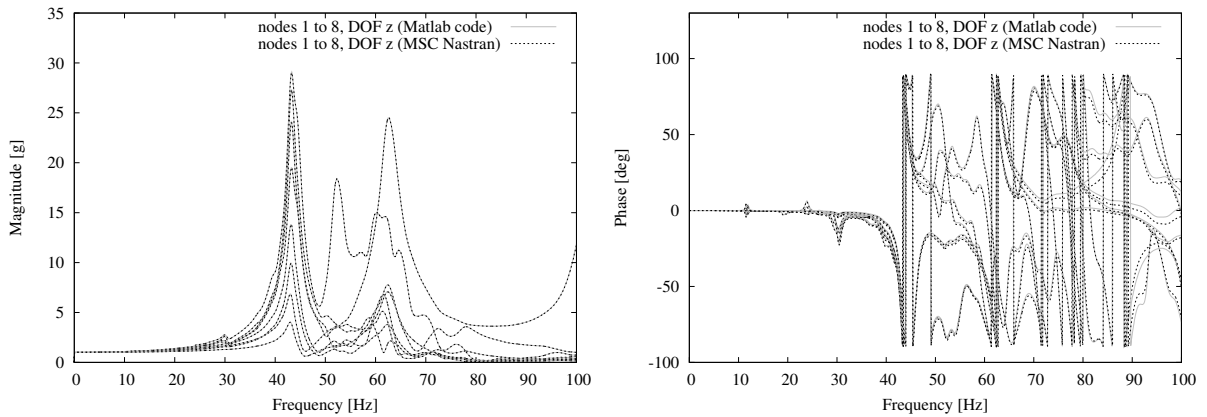 nodes 1 to 8, DOF z (Matlab code)
nodes 1 to 8, DOF z (MSC Nastran)
35
30
25
20
15
10
5
0
Magnitude [g]
0 10 20 30 40 50 60 70 80 90 100
Frequency [Hz]
nodes 1 to 8, DOF z (Matlab code)
nodes 1 to 8, DOF z (MSC Nastran)
100
50
0
-50
-100
Phase [deg]
0 10 20 30 40 50 60 70 80 90 100
Frequency [Hz]